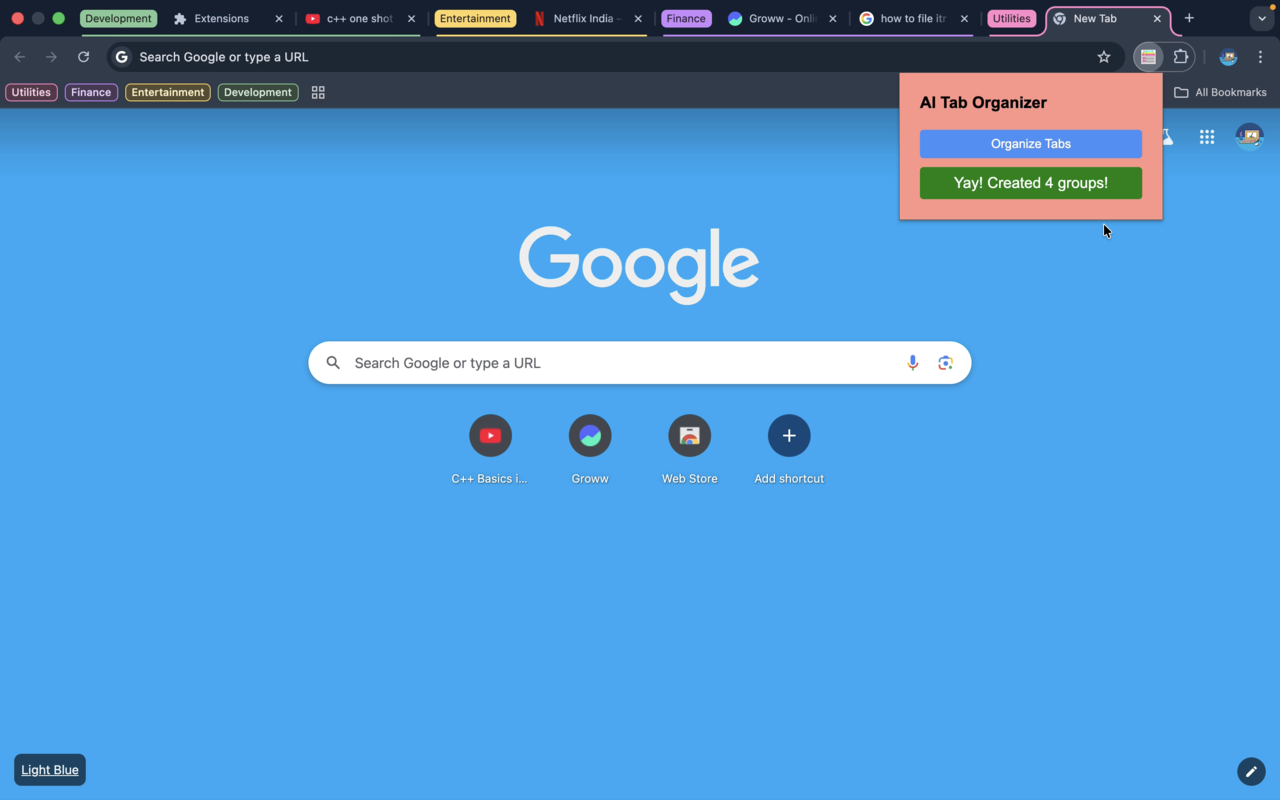 Development Extensions c++ one shot Entertainment Netflix India - Finance Groww - Onli how to file itr Utilities New Tab
G Search Google or type a URL
Utilities Finance Entertainment Development All Bookmarks
AI Tab Organizer
Organize Tabs
Yay! Created 4 groups!
Google
Search Google or type a URL
C++ Basics i... Groww Web Store Add shortcut
Light Blue